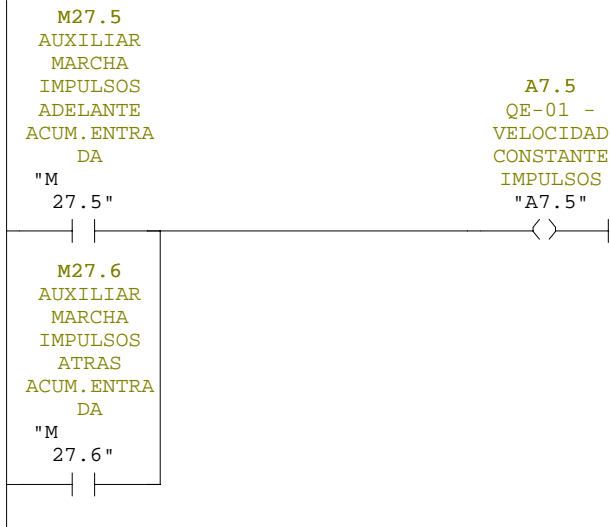 M27.5
AUXILIAR
MARCHA
IMPULSOS
ADELANTE
ACUM.ENTRA
DA
"M
27.5"
A7.5
QE-01 -
VELOCIDAD
CONSTANTE
IMPULSOS
"A7.5"
M27.6
AUXILIAR
MARCHA
IMPULSOS
ATRAS
ACUM.ENTRA
DA
"M
27.6"